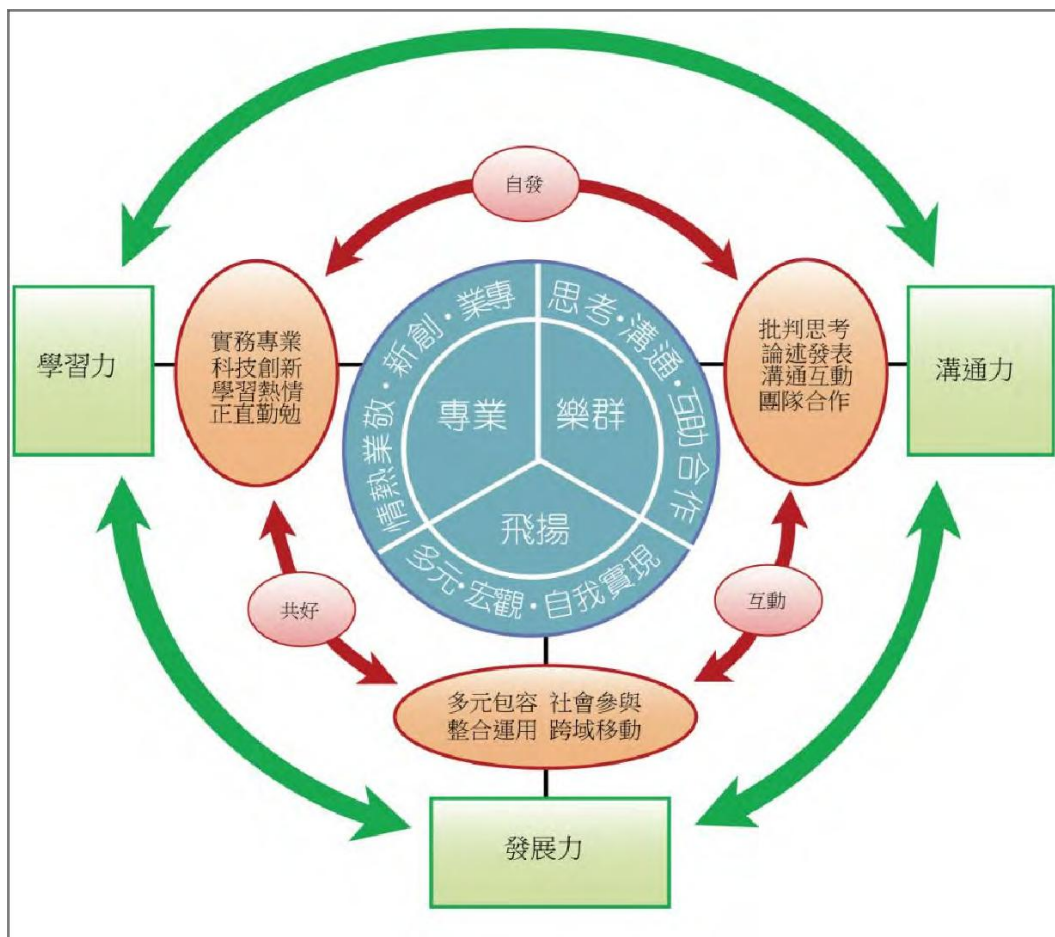 自發
學習力
實務專業
科技創新
學習熱情
正直勤勉
專業・創新・敬業熱情
思考・溝通・互助合作
專業
樂群
飛揚
多元・宏觀・自我實現
批判思考
論述發表
溝通互動
團隊合作
溝通力
共好
互動
多元包容 社會參與
整合運用 跨域移動
發展力